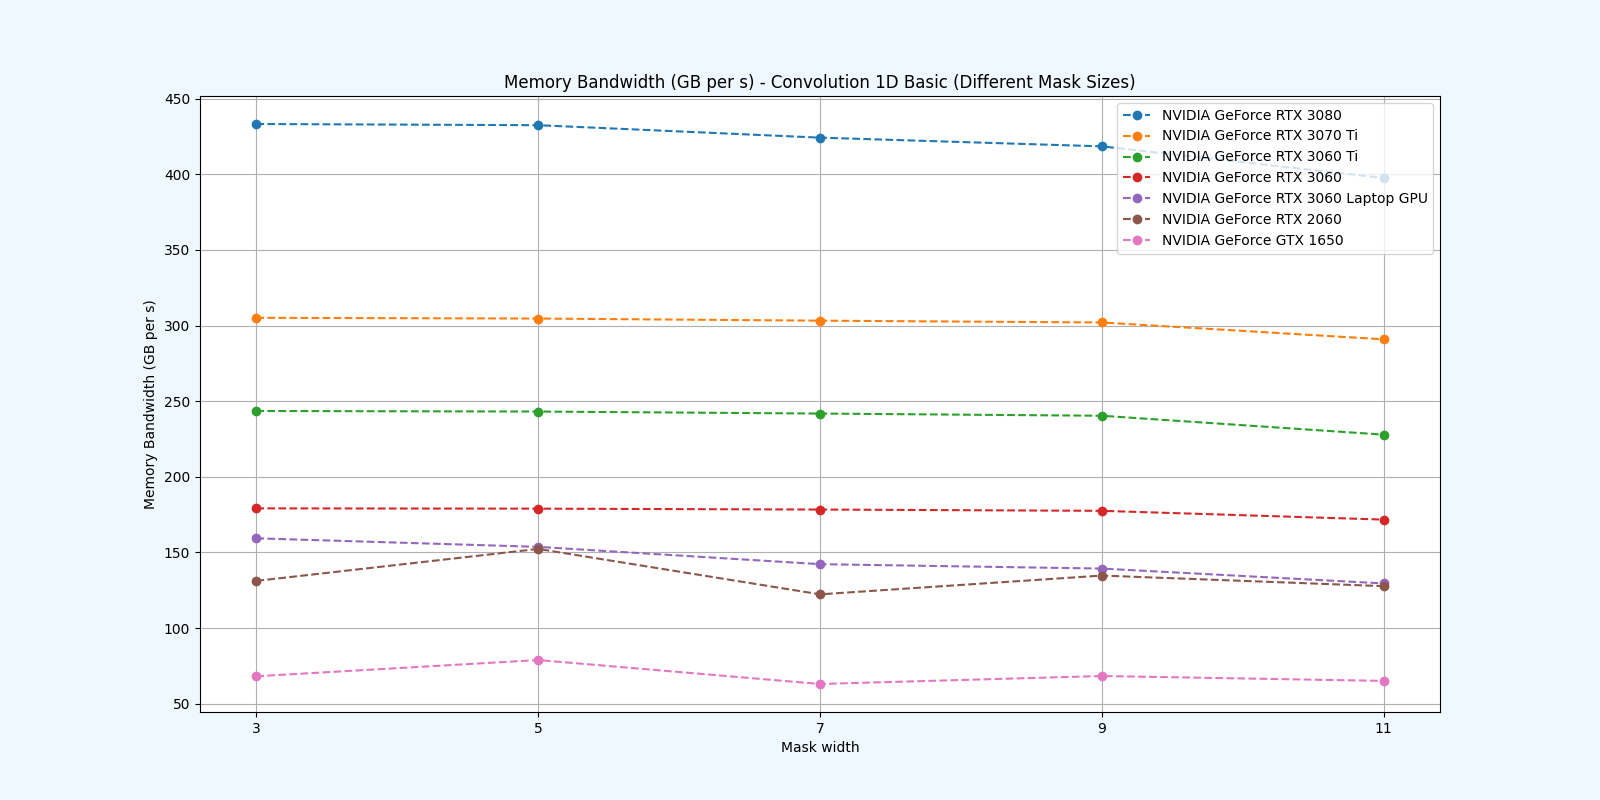 Memory Bandwidth (GB per s) - Convolution 1D Basic (Different Mask Sizes)
Memory Bandwidth (GB per s)
450
400
350
300
250
200
150
100
50
NVIDIA GeForce RTX 3080
NVIDIA GeForce RTX 3070 Ti
NVIDIA GeForce RTX 3060 Ti
NVIDIA GeForce RTX 3060
NVIDIA GeForce RTX 3060 Laptop GPU
NVIDIA GeForce RTX 2060
NVIDIA GeForce GTX 1650
3 5 7 9 11
Mask width